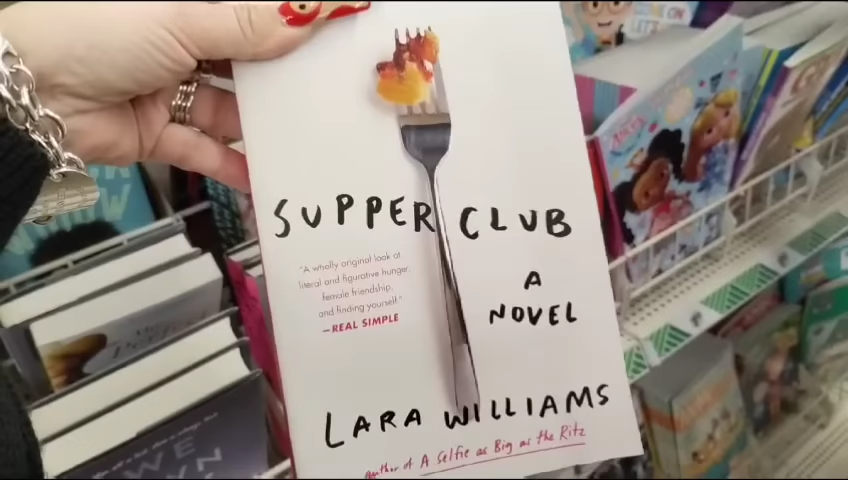 SUPPER CLUB
"A wholly original look at
literal and figurative hunger,
female friendship,
and finding yourself."
—REAL SIMPLE
A
NOVEL
LARA WILLIAMS
author of A Selfie as Big as the Ritz
WE